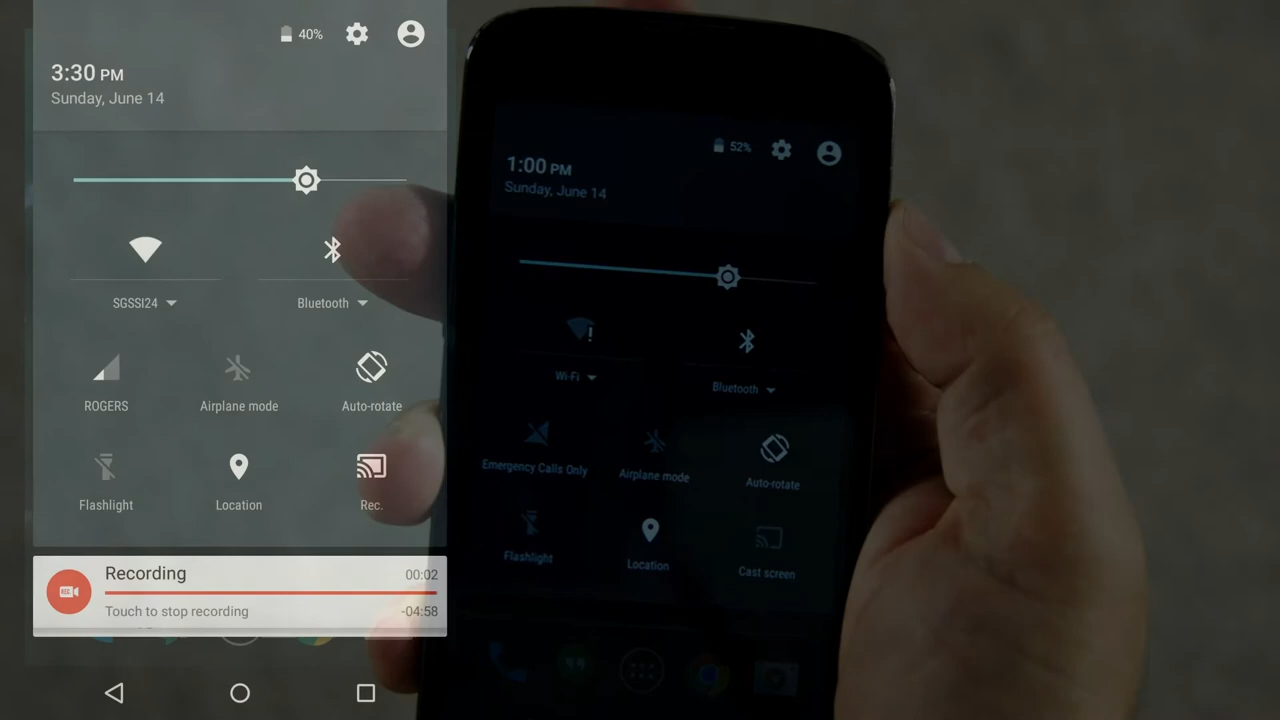 40%
3:30 PM
Sunday, June 14
SGSSI24
Bluetooth
ROGERS
Airplane mode
Auto-rotate
Flashlight
Location
Rec.
REC
Recording
00:02
Touch to stop recording
-04:58
52%
1:00 PM
Sunday, June 14
Wi-Fi
Bluetooth
Emergency Calls Only
Airplane mode
Auto-rotate
Flashlight
Location
Cast screen